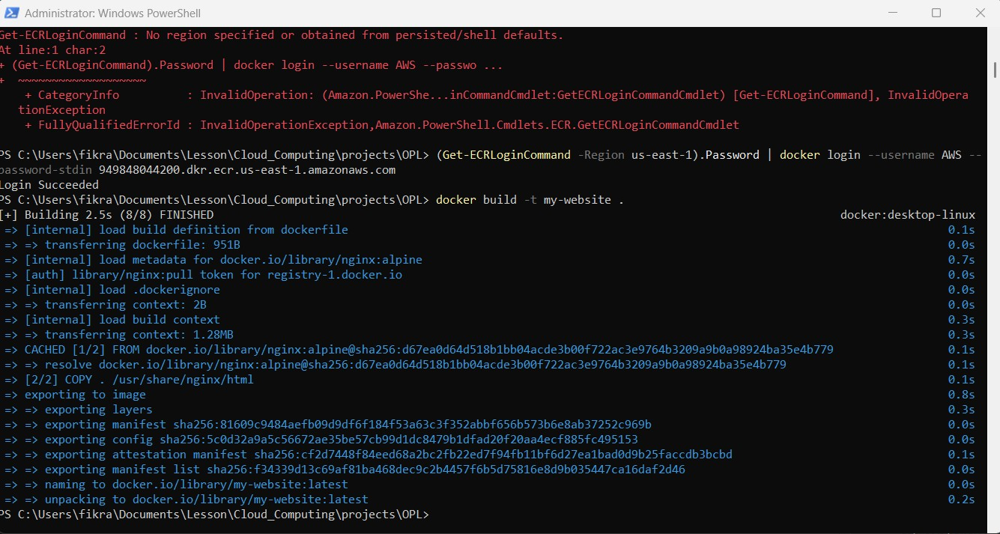 Administrator: Windows PowerShell
Get-ECRLoginCommand : No region specified or obtained from persisted/shell defaults.
At line:1 char:2
+ (Get-ECRLoginCommand).Password | docker login --username AWS --passwo ...
+  ~~~~~~~~~~~~~~~~~~~
    + CategoryInfo          : InvalidOperation: (Amazon.PowerShe...inCommandCmdlet:GetECRLoginCommandCmdlet) [Get-ECRLoginCommand], InvalidOpera
   tionException
    + FullyQualifiedErrorId : InvalidOperationException,Amazon.PowerShell.Cmdlets.ECR.GetECRLoginCommandCmdlet
PS C:\Users\fikra\Documents\Lesson\Cloud_Computing\projects\OPL> (Get-ECRLoginCommand -Region us-east-1).Password | docker login --username AWS --
password-stdin 949848044200.dkr.ecr.us-east-1.amazonaws.com
Login Succeeded
PS C:\Users\fikra\Documents\Lesson\Cloud_Computing\projects\OPL> docker build -t my-website .
[+] Building 2.5s (8/8) FINISHED docker:desktop-linux
=> [internal] load build definition from dockerfile 0.1s
=> => transferring dockerfile: 951B 0.0s
=> [internal] load metadata for docker.io/library/nginx:alpine 0.7s
=> [auth] library/nginx:pull token for registry-1.docker.io 0.0s
=> [internal] load .dockerignore 0.0s
=> => transferring context: 2B 0.0s
=> [internal] load build context 0.3s
=> => transferring context: 1.28MB 0.3s
=> CACHED [1/2] FROM docker.io/library/nginx:alpine@sha256:d67ea0d64d518b1bb04acde3b00f722ac3e9764b3209a9b0a98924ba35e4b779 0.1s
=> => resolve docker.io/library/nginx:alpine@sha256:d67ea0d64d518b1bb04acde3b00f722ac3e9764b3209a9b0a98924ba35e4b779 0.1s
=> [2/2] COPY . /usr/share/nginx/html 0.1s
=> exporting to image 0.8s
=> => exporting layers 0.3s
=> => exporting manifest sha256:81609c9484aefb09d9df6f184f53a63c3f352abbf656b573b6e8ab37252c969b 0.0s
=> => exporting config sha256:5c0d32a9a5c56672ae35be57cb99d1dc8479b1dfad20f20aa4ecf885fc495153 0.0s
=> => exporting attestation manifest sha256:cf2d7448f84eed68a2bc2fb22ed7f94fb11bf6d27ea1bad0d9b25faccdb3bcbd 0.1s
=> => exporting manifest list sha256:f34339d13c69af81ba468dec9c2b4457f6b5d75816e8d9b035447ca16daf2d46 0.0s
=> => naming to docker.io/library/my-website:latest 0.0s
=> => unpacking to docker.io/library/my-website:latest 0.2s
PS C:\Users\fikra\Documents\Lesson\Cloud_Computing\projects\OPL>